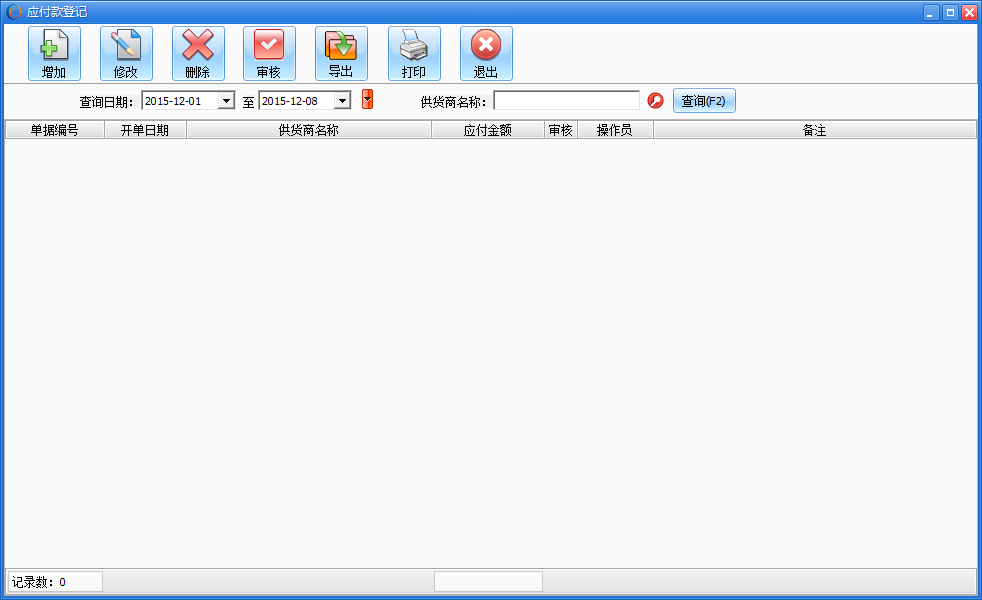 应付款登记
增加 修改 删除 审核 导出 打印 退出
查询日期: 2015-12-01 至 2015-12-08 供货商名称: 查询(F2)
单据编号 开单日期 供货商名称 应付金额 审核 操作员 备注
记录数: 0